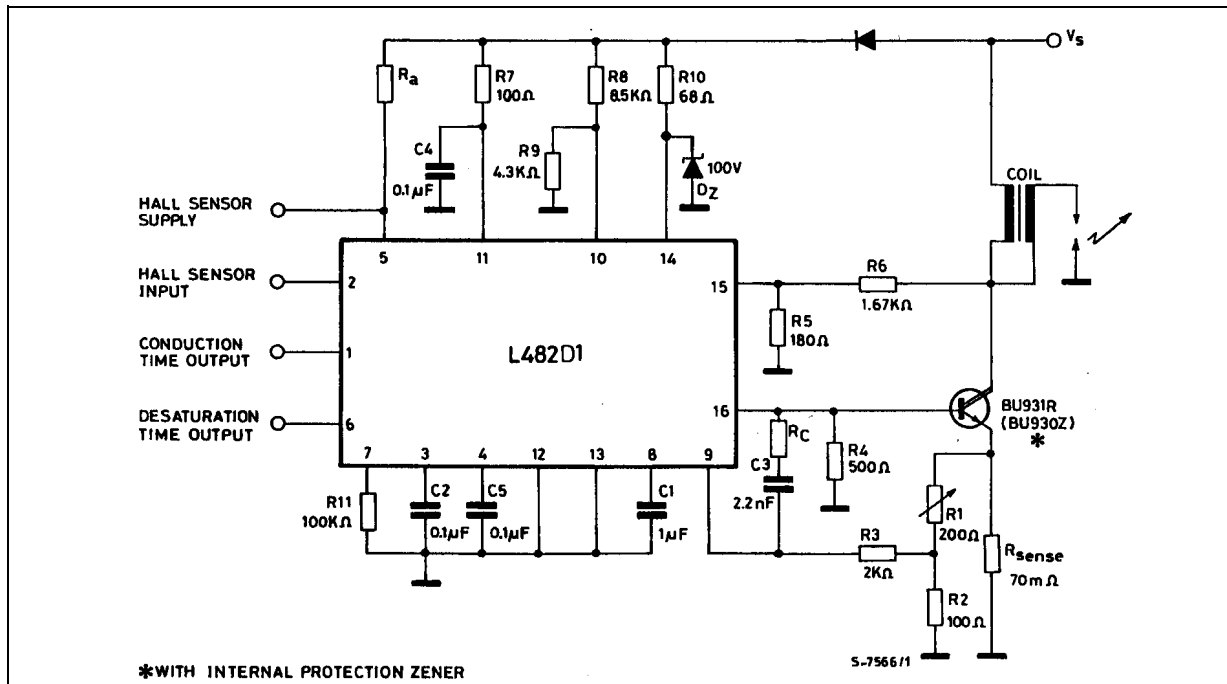 Vs
Ra
R7
100Ω
R8
8.5KΩ
R10
68Ω
C4
0.1µF
R9
4.3KΩ
100V
DZ
COIL
HALL SENSOR
SUPPLY
5
11
10
14
HALL SENSOR
INPUT
2
15
R6
1.67KΩ
R5
180Ω
CONDUCTION
TIME OUTPUT
1
L482D1
DESATURATION
TIME OUTPUT
6
16
BU931R
(BU930Z)
*
RC
R4
500Ω
C3
2.2nF
7
3
4
12
13
8
9
R11
100KΩ
C2
0.1µF
C5
0.1µF
C1
1µF
R1
200Ω
R3
2KΩ
Rsense
70mΩ
R2
100Ω
S-7566/1
*WITH INTERNAL PROTECTION ZENER